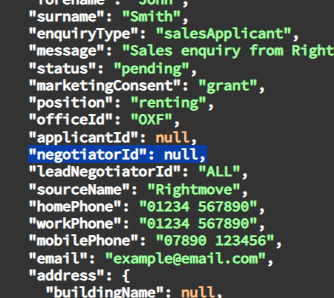 "forename": "John",
"surname": "Smith",
"enquiryType": "salesApplicant",
"message": "Sales enquiry from Right
"status": "pending",
"marketingConsent": "grant",
"position": "renting",
"officeId": "OXF",
"applicantId": null,
"negotiatorId": null,
"leadNegotiatorId": "ALL",
"sourceName": "Rightmove",
"homePhone": "01234 567890",
"workPhone": "01234 567890",
"mobilePhone": "07890 123456",
"email": "example@email.com",
"address": {
"buildingName": null,